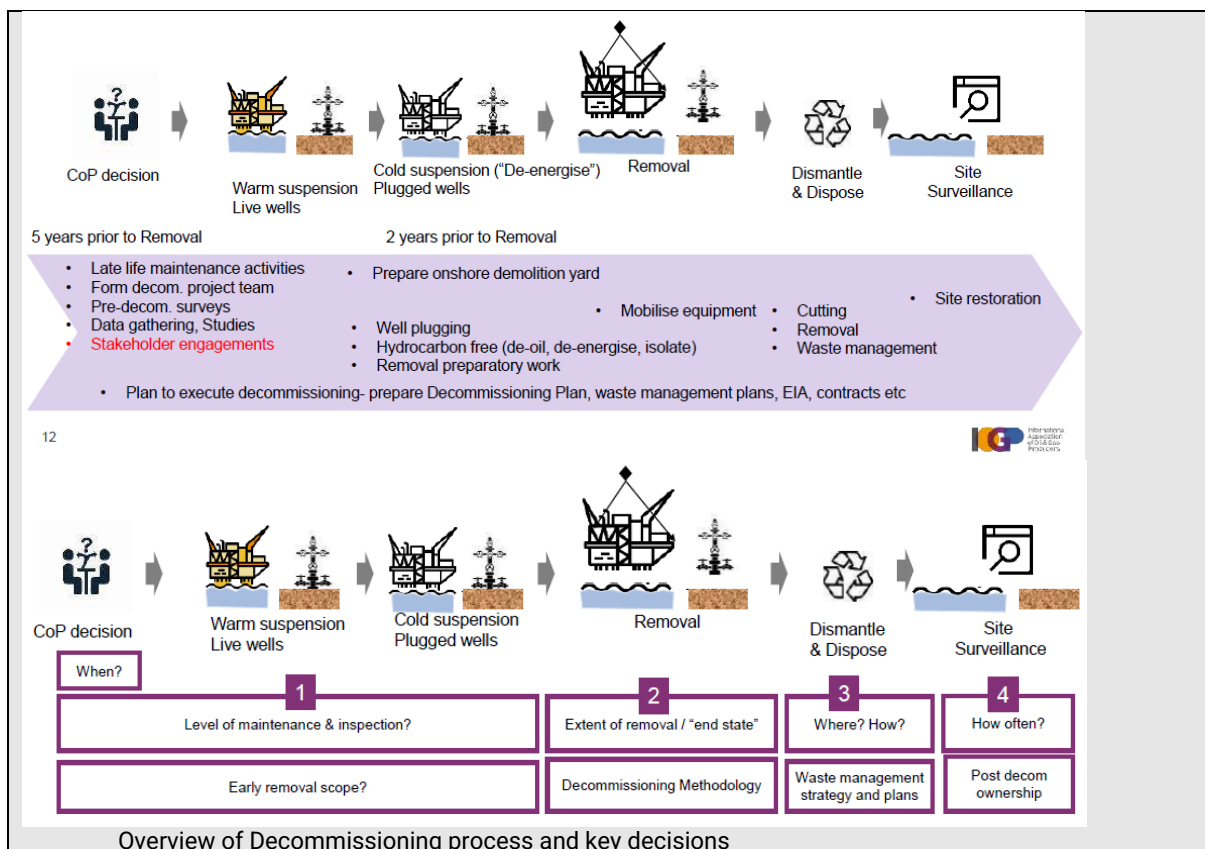 ?
CoP decision
Warm suspension
Live wells
Cold suspension ("De-energise")
Plugged wells
Removal
Dismantle
& Dispose
Site
Surveillance
5 years prior to Removal
2 years prior to Removal
• Late life maintenance activities
• Form decom. project team
• Pre-decom. surveys
• Data gathering, Studies
• Stakeholder engagements
• Prepare onshore demolition yard
• Well plugging
• Hydrocarbon free (de-oil, de-energise, isolate)
• Removal preparatory work
• Mobilise equipment
• Cutting
• Removal
• Waste management
• Site restoration
• Plan to execute decommissioning- prepare Decommissioning Plan, waste management plans, EIA, contracts etc
12
IOGP
International
Association
of Oil & Gas
Producers
?
CoP decision
Warm suspension
Live wells
Cold suspension
Plugged wells
Removal
Dismantle
& Dispose
Site
Surveillance
When?
1
Level of maintenance & inspection?
2
Extent of removal / "end state"
3
Where? How?
4
How often?
Early removal scope?
Decommissioning Methodology
Waste management
strategy and plans
Post decom
ownership
Overview of Decommissioning process and key decisions